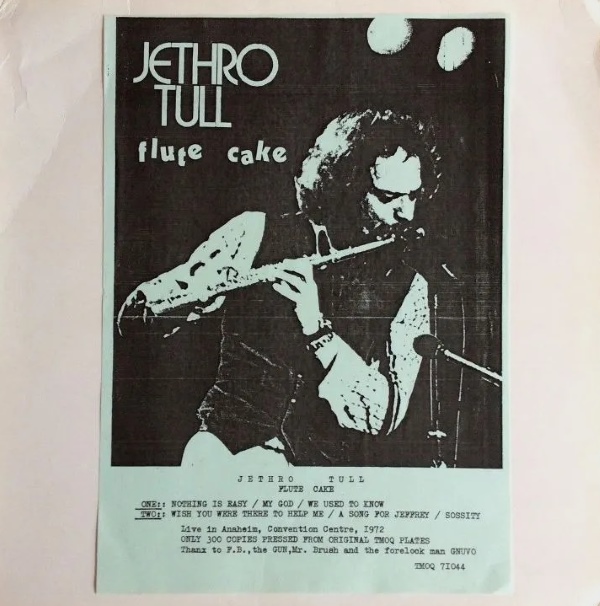 JETHRO
TULL
flute cake
JETHRO TULL
FLUTE CAKE
ONE:: NOTHING IS EASY / MY GOD / WE USED TO KNOW
TWO:: WISH YOU WERE THERE TO HELP ME / A SONG FOR JEFFREY / SOSSITY
Live in Anaheim, Convention Centre, I972
ONLY 300 COPIES PRESSED FROM ORIGINAL TMOQ PLATES
Thanx to F.B.,the GUN,Mr. Brush and the forelock man GNUVO
TMOQ 7I044